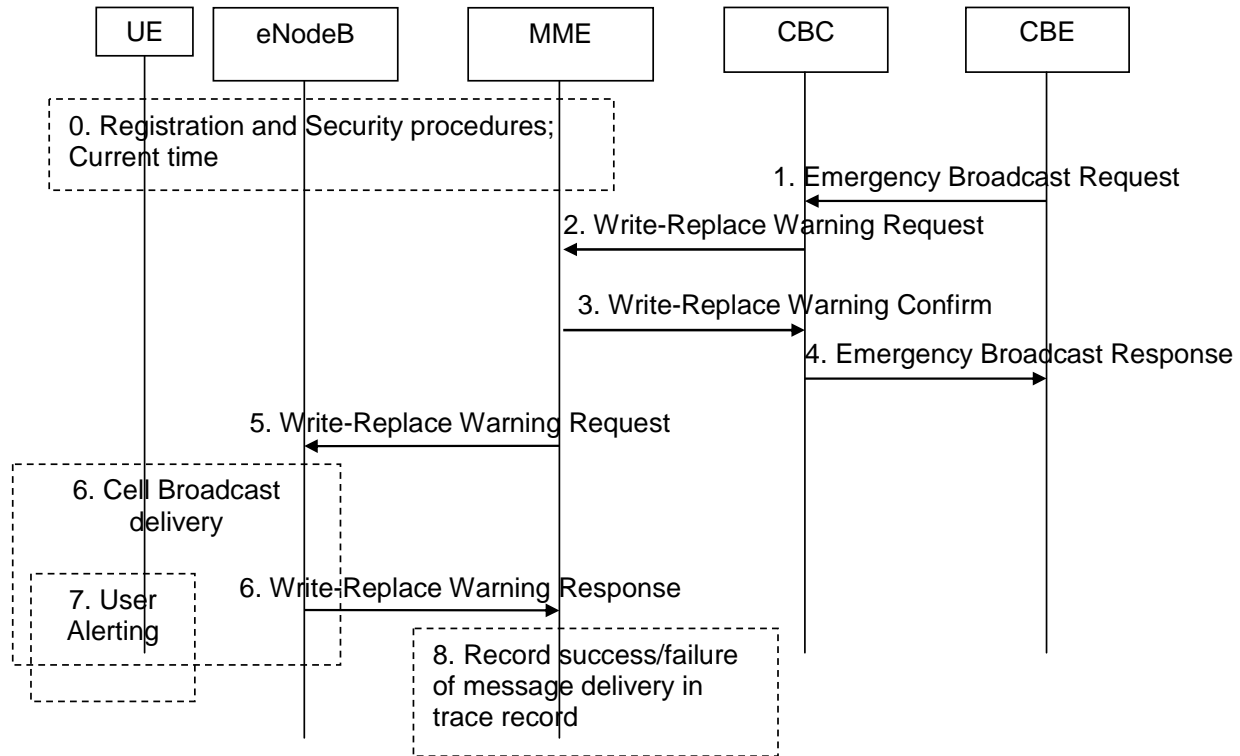 UE
eNodeB
MME
CBC
CBE
0. Registration and Security procedures;
Current time
1. Emergency Broadcast Request
2. Write-Replace Warning Request
3. Write-Replace Warning Confirm
4. Emergency Broadcast Response
5. Write-Replace Warning Request
6. Cell Broadcast
delivery
6. Write-Replace Warning Response
7. User
Alerting
8. Record success/failure
of message delivery in
trace record